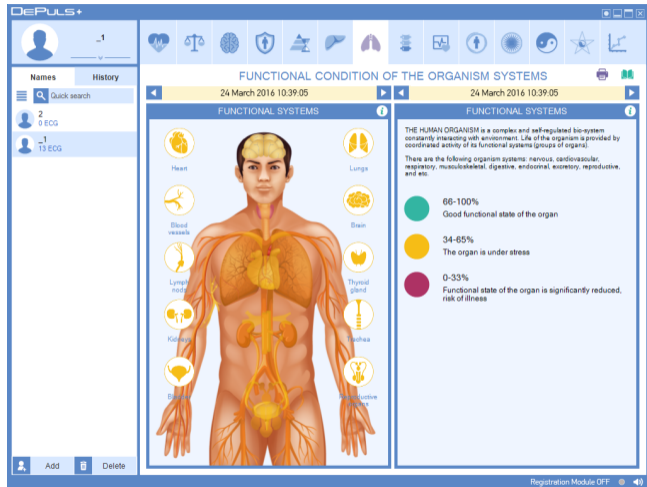 DePuls+
_1
Names History
Quick search
2
0 ECG
_1
13 ECG
Add Delete
FUNCTIONAL CONDITION OF THE ORGANISM SYSTEMS
24 March 2016 10:39:05
FUNCTIONAL SYSTEMS
Heart
Lungs
Blood
vessels
Brain
Lymph
nodes
Thyroid
gland
Kidneys
Trachea
Bladder
Reproductive
organs
24 March 2016 10:39:05
FUNCTIONAL SYSTEMS
THE HUMAN ORGANISM is a complex and self-regulated bio-system
constantly interacting with environment. Life of the organism is provided by
coordinated activity of its functional systems (groups of organs).
There are the following organism systems: nervous, cardiovascular,
respiratory, musculoskeletal, digestive, endocrinal, excretory, reproductive,
and etc.
66-100%
Good functional state of the organ
34-65%
The organ is under stress
0-33%
Functional state of the organ is significantly reduced,
risk of illness
Registration Module OFF